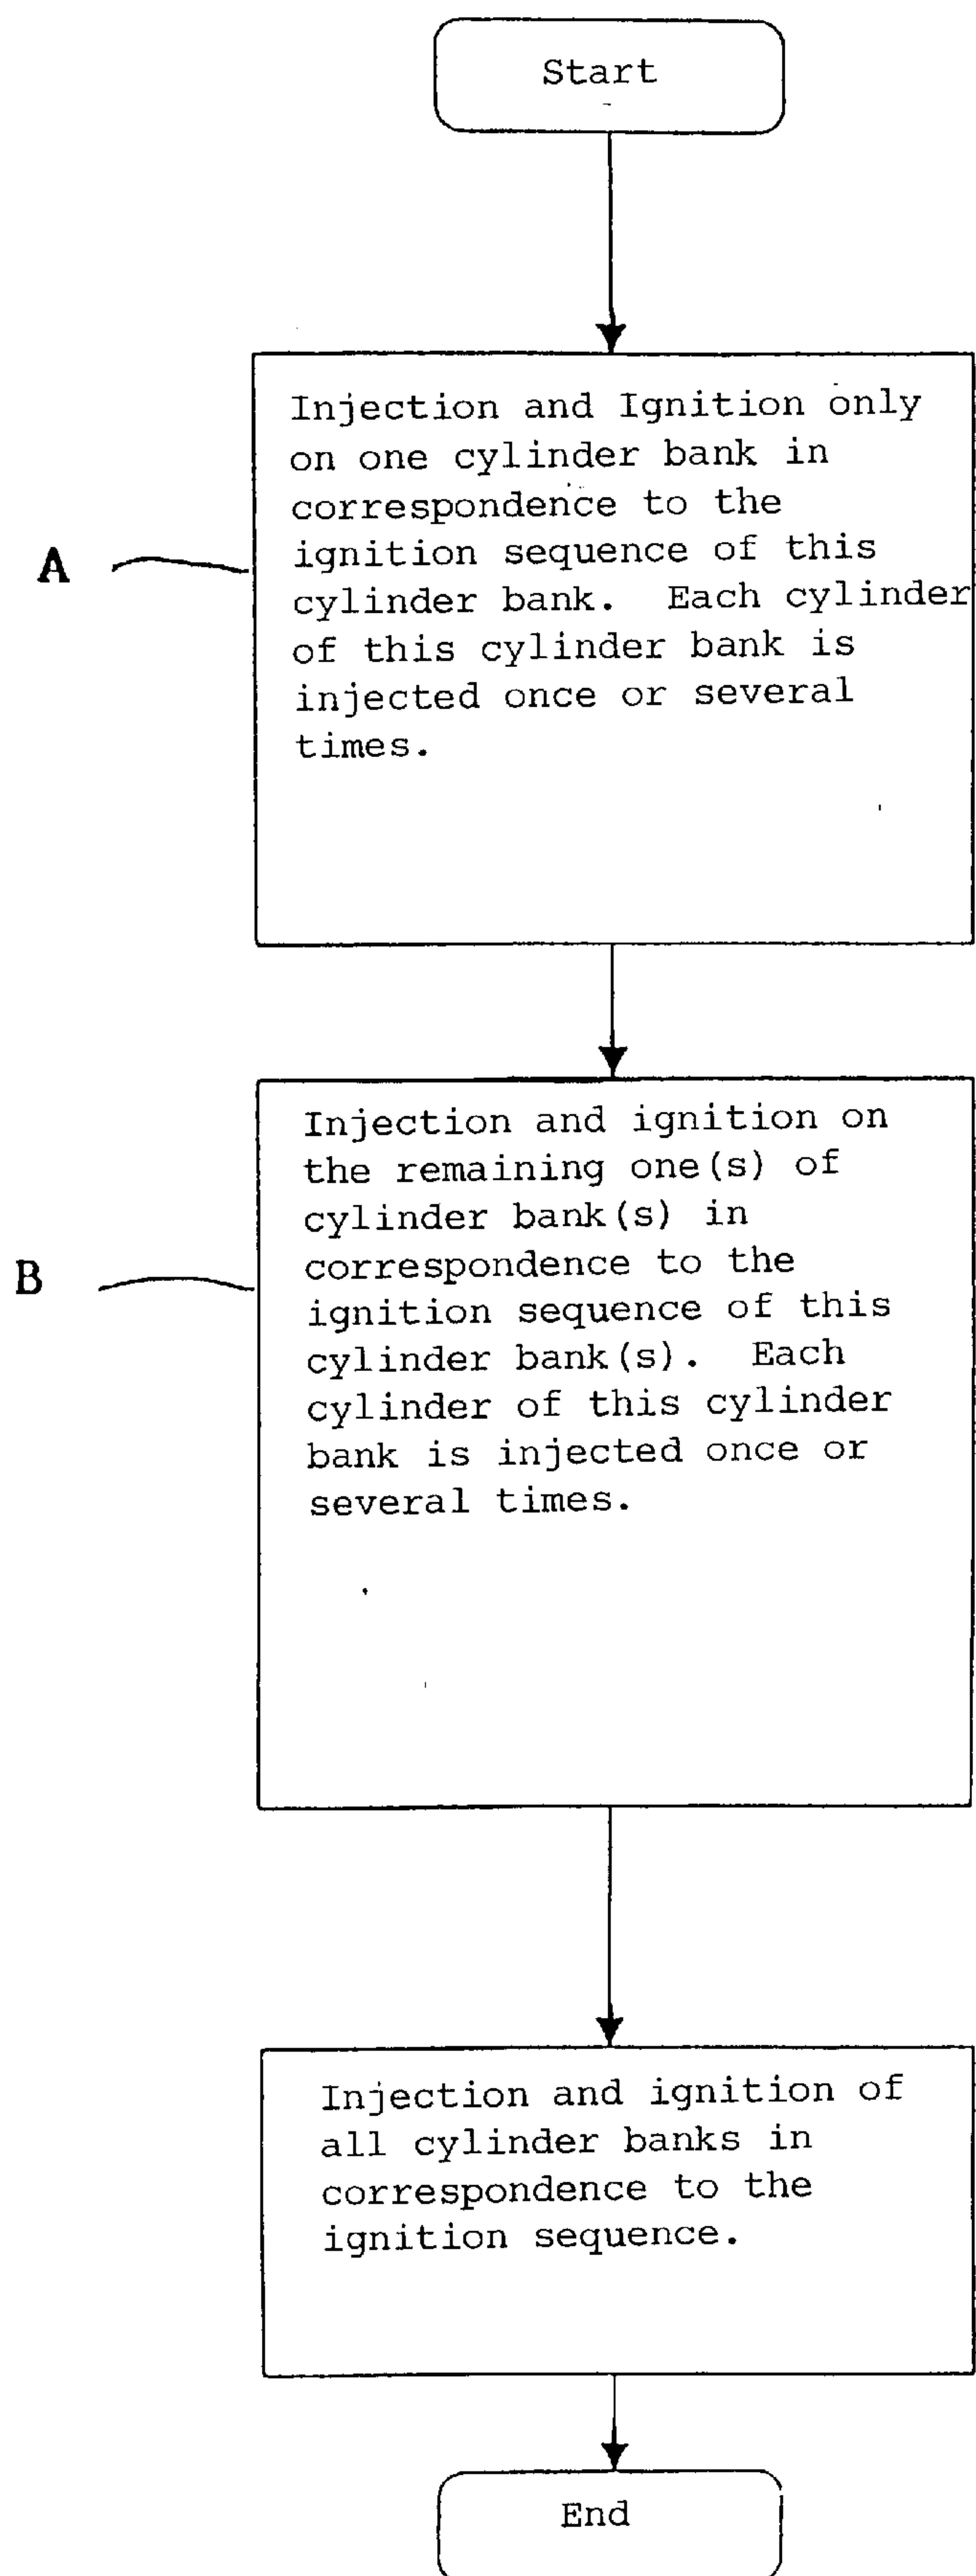 Start
Injection and Ignition only
on one cylinder bank in
correspondence to the
ignition sequence of this
cylinder bank.  Each cylinder
of this cylinder bank is
injected once or several
times.
A
Injection and ignition on
the remaining one(s) of
cylinder bank(s) in
correspondence to the
ignition sequence of this
cylinder bank(s).  Each
cylinder of this cylinder
bank is injected once or
several times.
B
Injection and ignition of
all cylinder banks in
correspondence to the
ignition sequence.
End